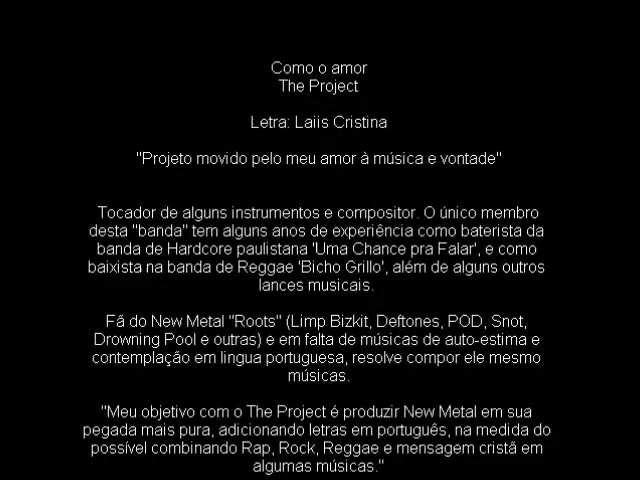 Como o amor
The Project
Letra: Laiis Cristina
"Projeto movido pelo meu amor à música e vontade"
Tocador de alguns instrumentos e compositor. O único membro
desta "banda" tem alguns anos de experiência como baterista da
banda de Hardcore paulistana 'Uma Chance pra Falar', e como
baixista na banda de Reggae 'Bicho Grillo', além de alguns outros
lances musicais.
Fã do New Metal "Roots" (Limp Bizkit, Deftones, POD, Snot,
Drowning Pool e outras) e em falta de músicas de auto-estima e
contemplação em lingua portuguesa, resolve compor ele mesmo
músicas.
"Meu objetivo com o The Project é produzir New Metal em sua
pegada mais pura, adicionando letras em português, na medida do
possível combinando Rap, Rock, Reggae e mensagem cristã em
algumas músicas."